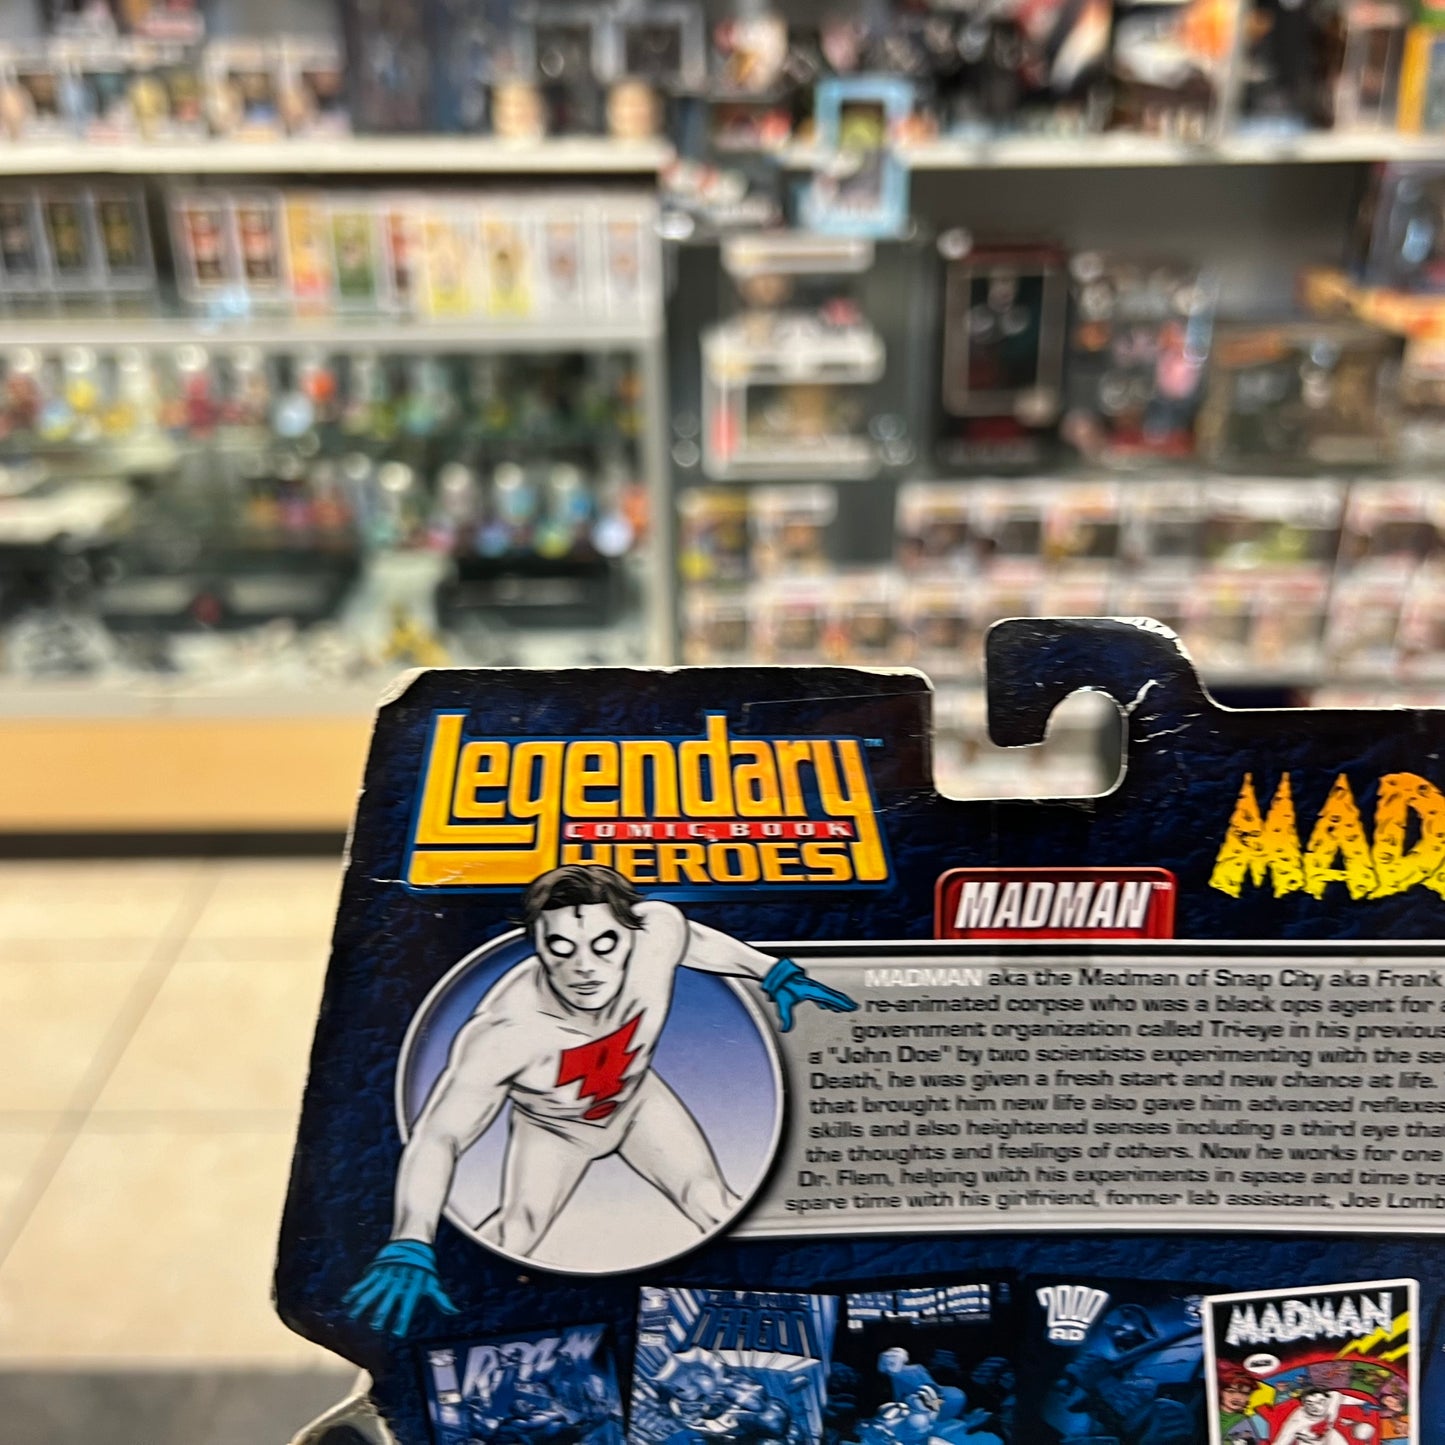 Legendary™
COMIC BOOK
HEROES
MADMAN™
MAD
MADMAN aka the Madman of Snap City aka Frank
re-animated corpse who was a black ops agent for a
government organization called Tri-eye in his previous
a "John Doe" by two scientists experimenting with the se
Death, he was given a fresh start and new chance at life.
that brought him new life also gave him advanced reflexes
skills and also heightened senses including a third eye tha
the thoughts and feelings of others. Now he works for one
Dr. Flem, helping with his experiments in space and time tra
spare time with his girlfriend, former lab assistant, Joe Lomb
2000
AD
MADMAN